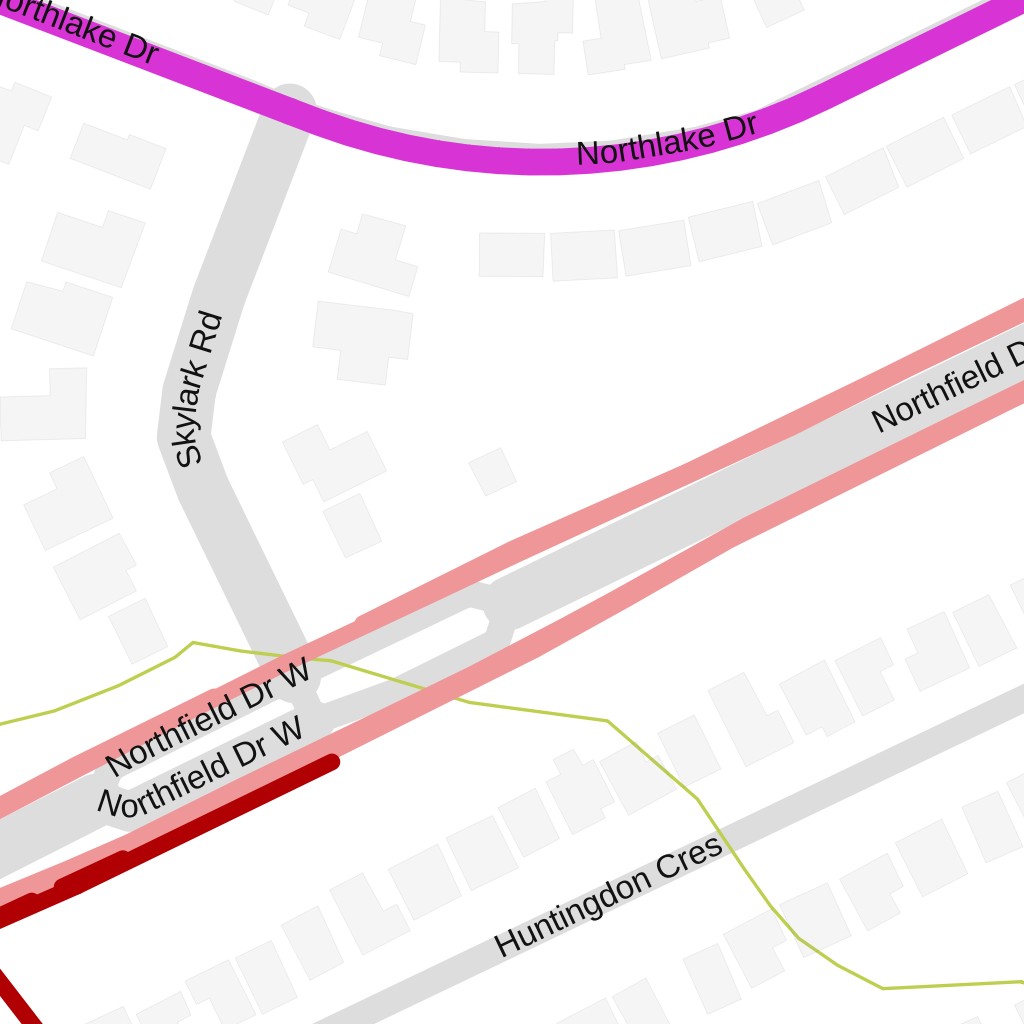 Northlake Dr
Northlake Dr
Skylark Rd
Northfield D
Northfield Dr W
Northfield Dr W
Huntingdon Cres